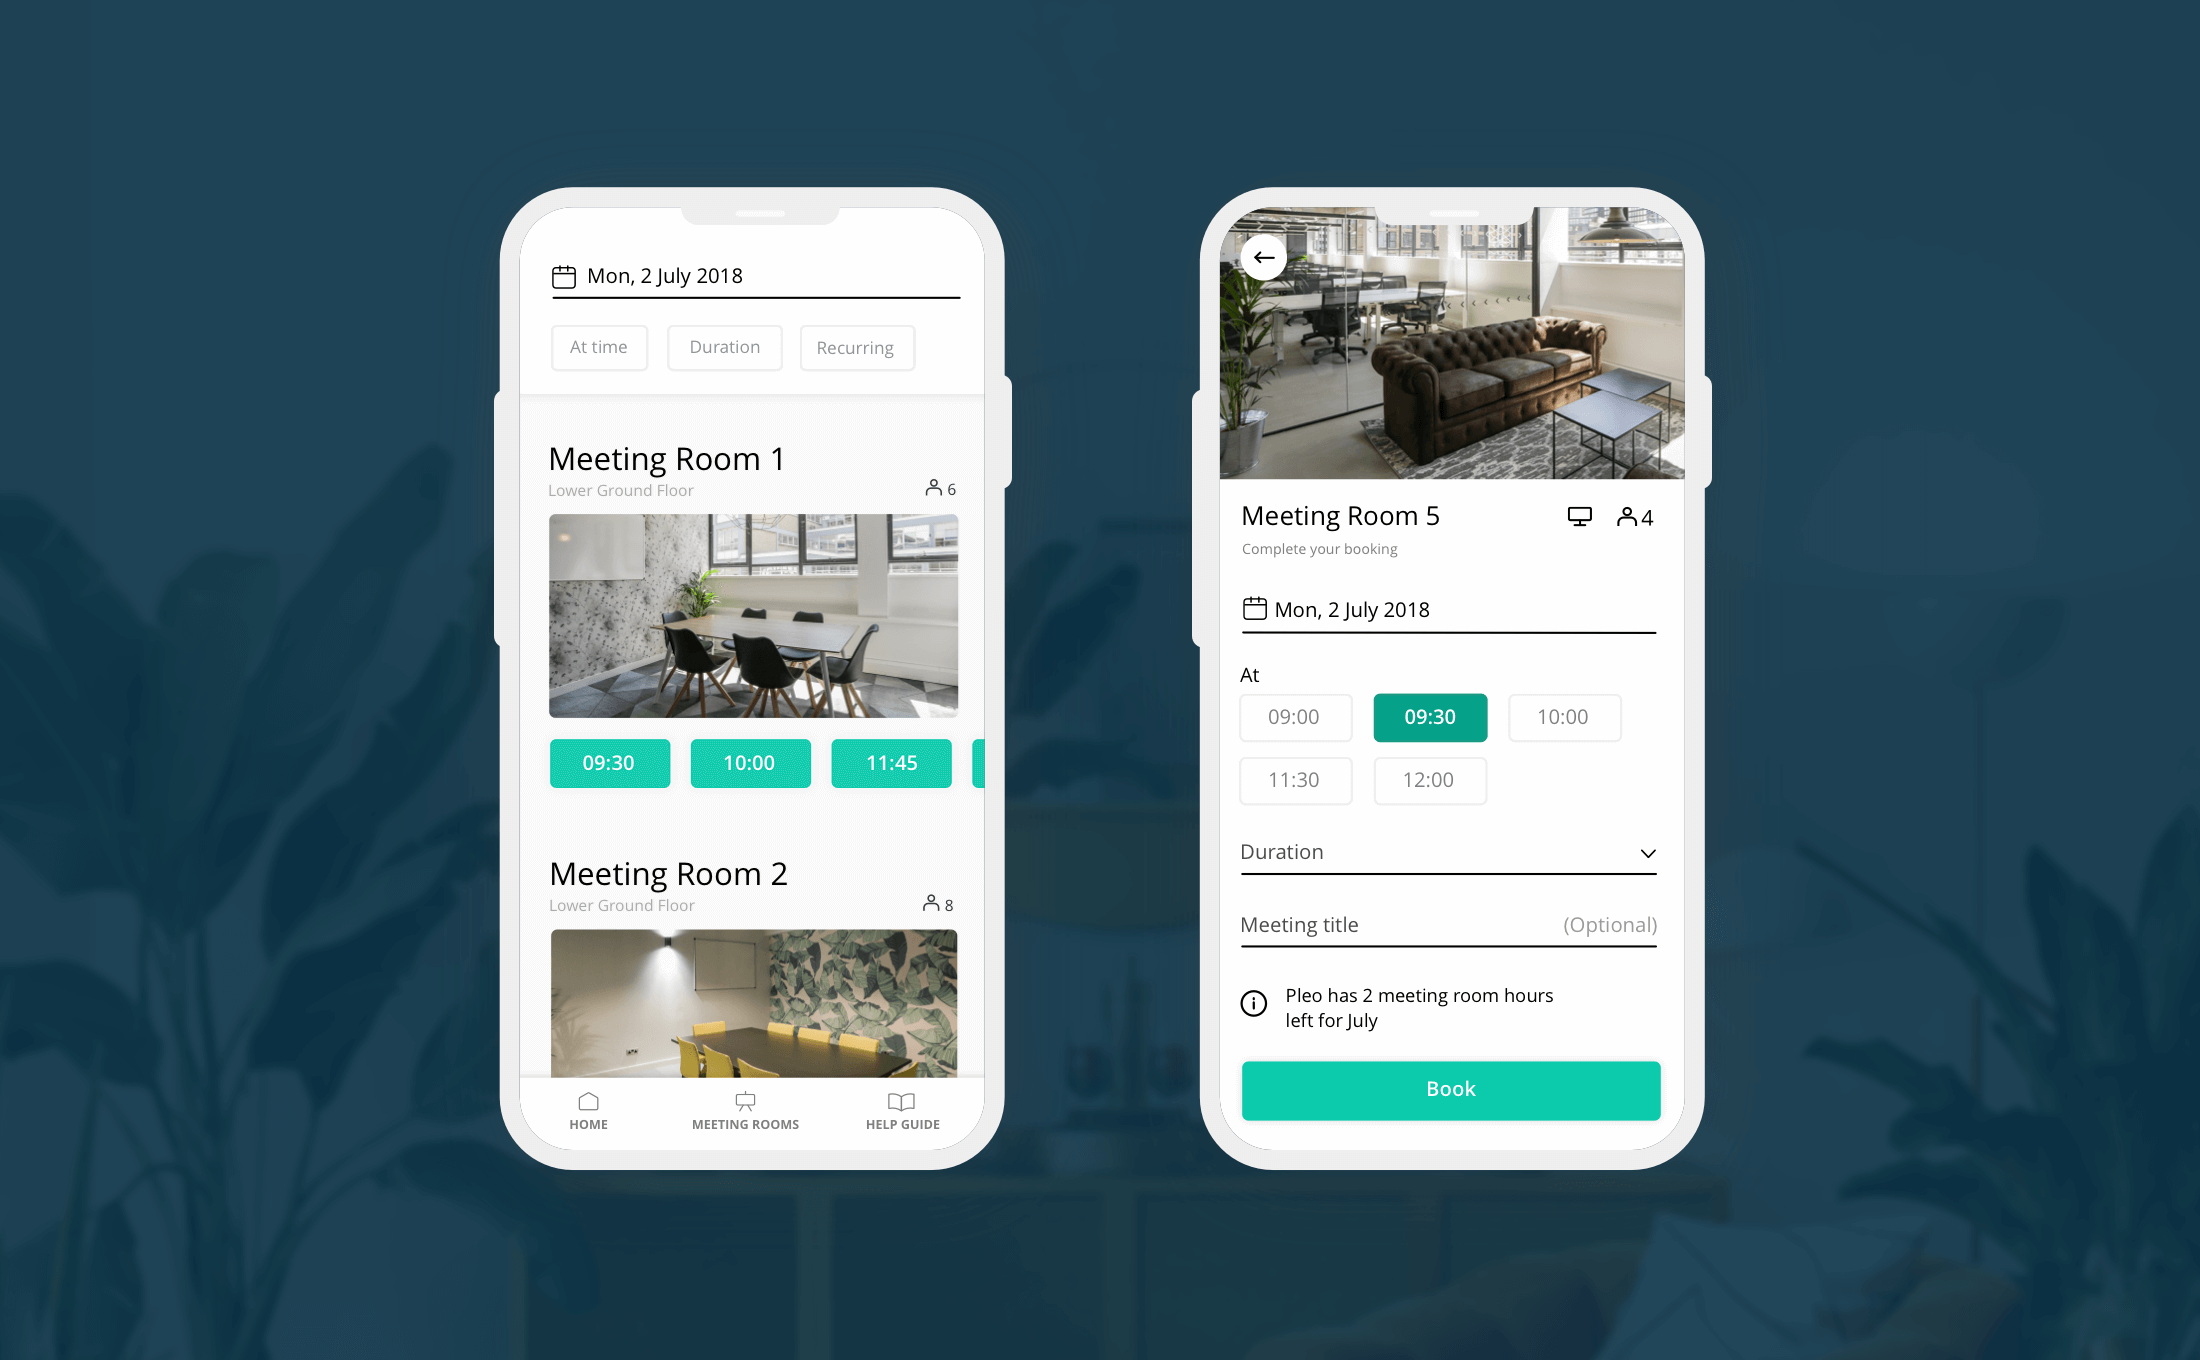 Mon, 2 July 2018
At time
Duration
Recurring
Meeting Room 1
Lower Ground Floor
6
09:30
10:00
11:45
Meeting Room 2
Lower Ground Floor
8
HOME
MEETING ROOMS
HELP GUIDE
Meeting Room 5
4
Complete your booking
Mon, 2 July 2018
At
09:00
09:30
10:00
11:30
12:00
Duration
Meeting title
(Optional)
Pleo has 2 meeting room hours
left for July
Book